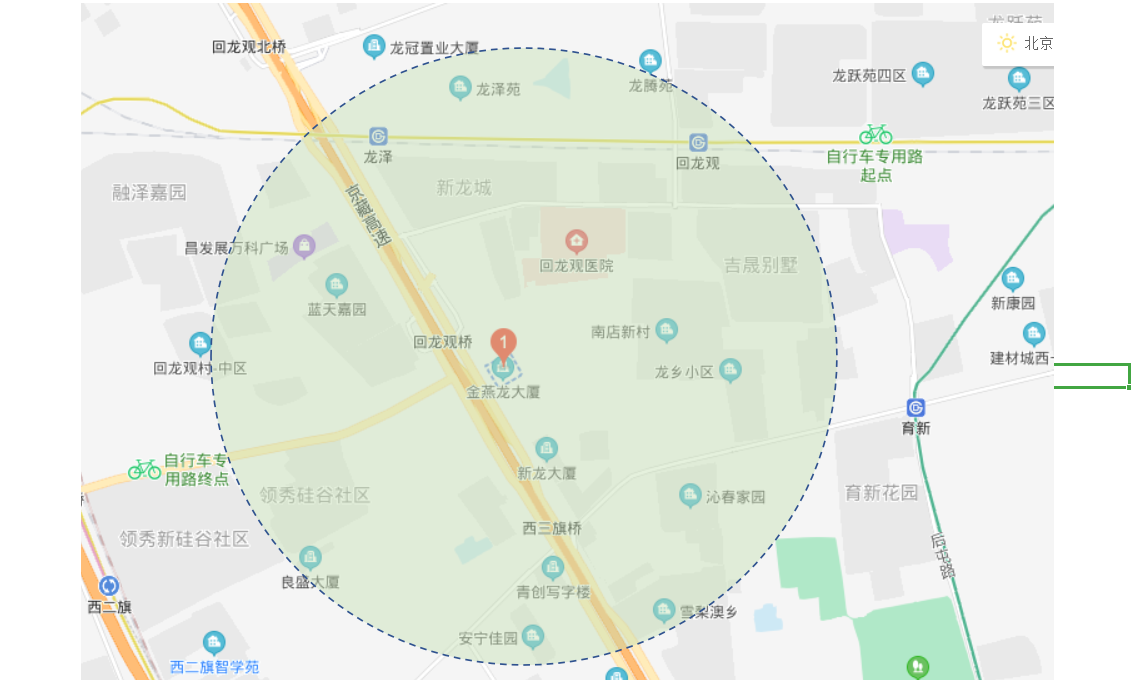 龙跃苑
北京
回龙观北桥
龙冠置业大厦
龙泽苑
龙腾苑
龙跃苑四区
龙跃苑三区
龙泽
回龙观
自行车专用路
起点
融泽嘉园
新龙城
京藏高速
昌发展万科广场
回龙观医院
吉晟别墅
蓝天嘉园
新康园
回龙观桥
1
南店新村
建材城西
回龙观村-中区
龙乡小区
金燕龙大厦
育新
自行车专
用路终点
新龙大厦
领秀硅谷社区
沁春家园
育新花园
西三旗桥
领秀新硅谷社区
后屯路
良盛大厦
青创写字楼
西二旗
雪梨澳乡
安宁佳园
西二旗智学苑